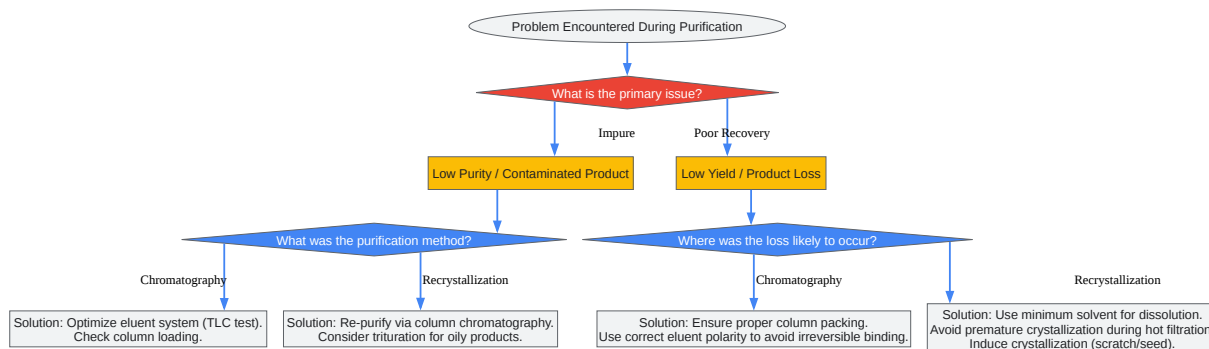 Problem Encountered During Purification
What is the primary issue?
Impure
Poor Recovery
Low Purity / Contaminated Product
Low Yield / Product Loss
What was the purification method?
Where was the loss likely to occur?
Chromatography
Recrystallization
Chromatography
Recrystallization
Solution: Optimize eluent system (TLC test).
Check column loading.
Solution: Re-purify via column chromatography.
Consider trituration for oily products.
Solution: Ensure proper column packing.
Use correct eluent polarity to avoid irreversible binding.
Solution: Use minimum solvent for dissolution.
Avoid premature crystallization during hot filtration
Induce crystallization (scratch/seed).